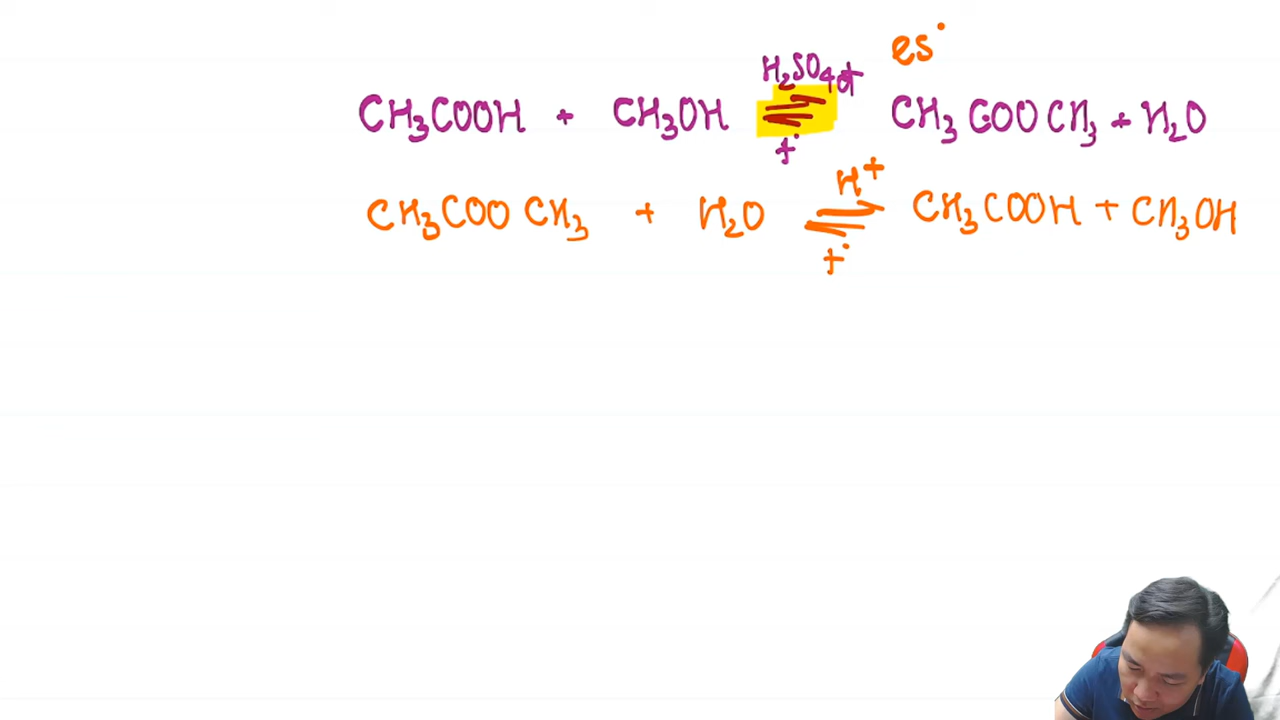 es
H₂SO₄đ
CH₃COOH + CH₃OH ⇌ CH₃COOCH₃ + H₂O
t°
H⁺
CH₃COOCH₃ + H₂O ⇌ CH₃COOH + CH₃OH
t°